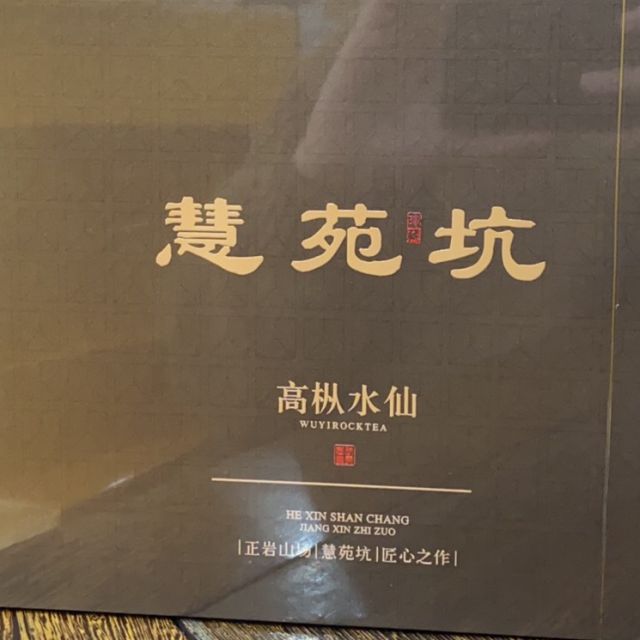 慧苑坑
高枞水仙
WUYIROCKTEA
HE XIN SHAN CHANG
JIANG XIN ZHI ZUO
|正岩山场|慧苑坑|匠心之作|